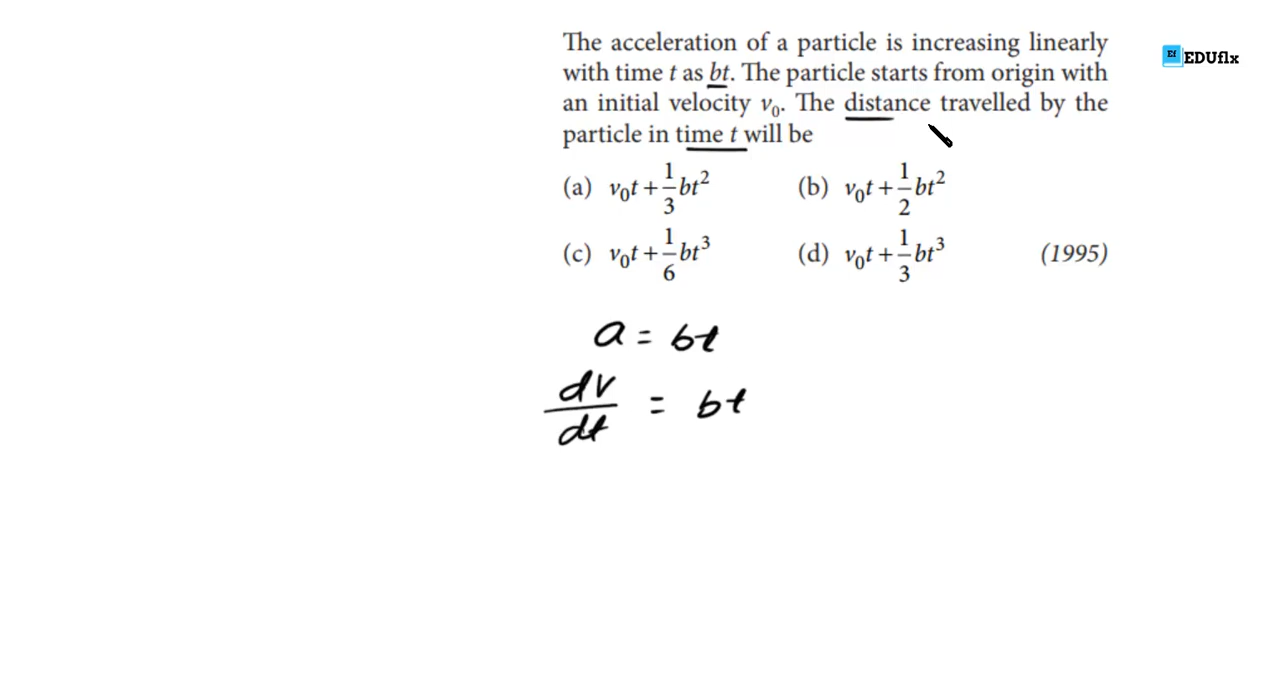 The acceleration of a particle is increasing linearly
with time t as bt. The particle starts from origin with
an initial velocity v₀. The distance travelled by the
particle in time t will be
(a) v₀t + 1/3 bt² (b) v₀t + 1/2 bt²
(c) v₀t + 1/6 bt³ (d) v₀t + 1/3 bt³ (1995)
Ef EDUflx
a = bt
dv/dt = bt